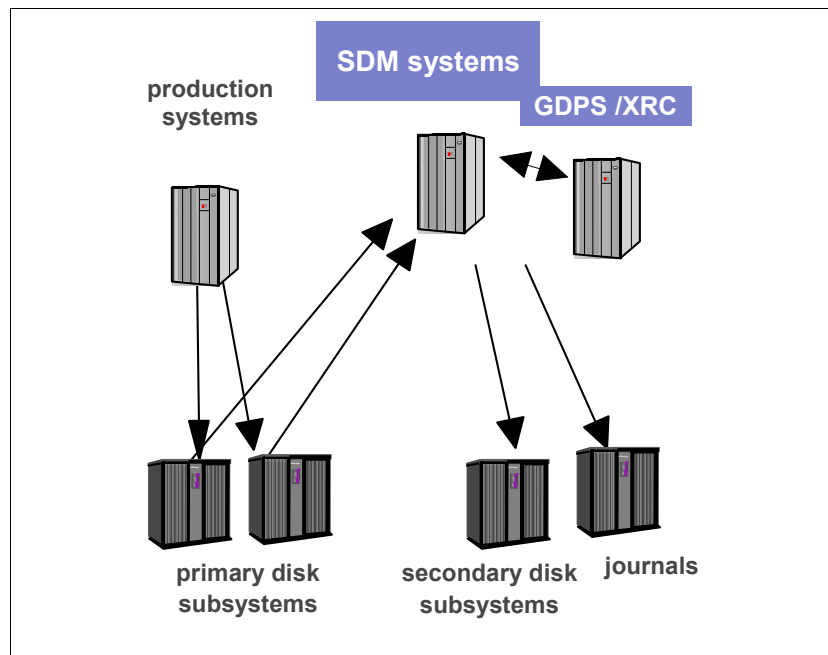 SDM systems
production
systems
GDPS /XRC
primary disk
subsystems
secondary disk
subsystems
journals